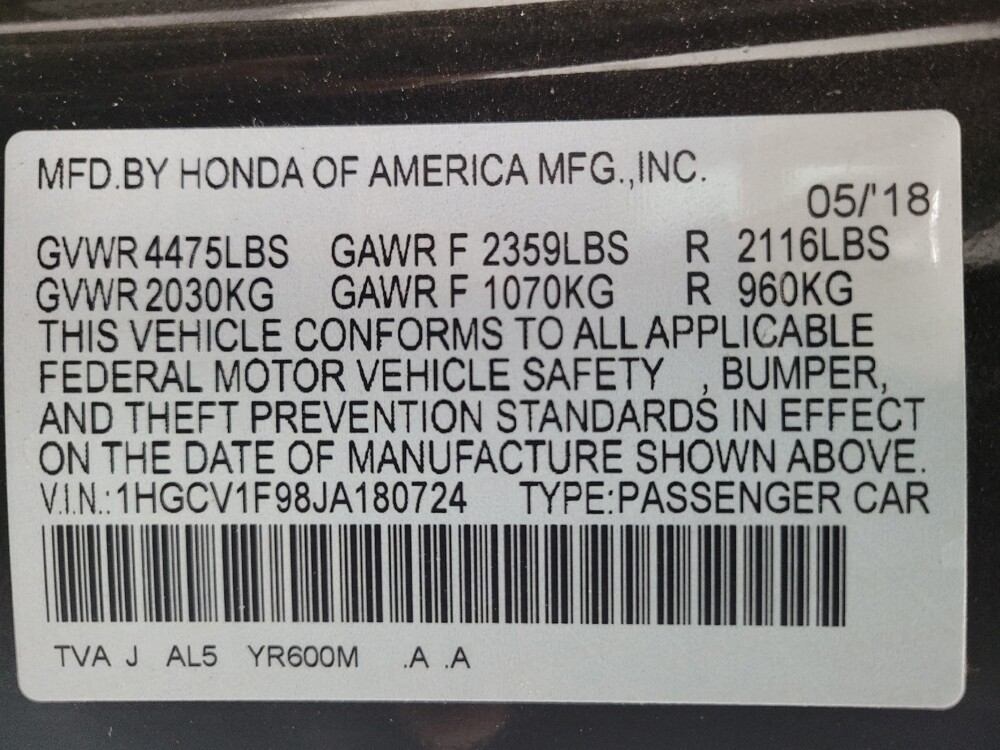 MFD.BY HONDA OF AMERICA MFG.,INC.
05/'18
GVWR 4475LBS GAWR F 2359LBS R 2116LBS
GVWR 2030KG GAWR F 1070KG R 960KG
THIS VEHICLE CONFORMS TO ALL APPLICABLE
FEDERAL MOTOR VEHICLE SAFETY , BUMPER,
AND THEFT PREVENTION STANDARDS IN EFFECT
ON THE DATE OF MANUFACTURE SHOWN ABOVE.
V.I.N.:1HGCV1F98JA180724 TYPE:PASSENGER CAR
TVA J AL5 YR600M .A .A